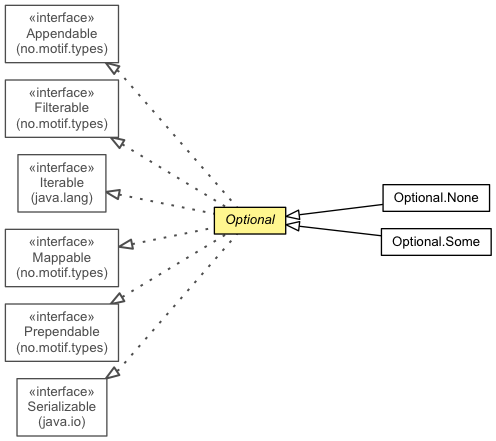 «interface»
Appendable
(no.motif.types)
«interface»
Filterable
(no.motif.types)
«interface»
Iterable
(java.lang)
«interface»
Mappable
(no.motif.types)
«interface»
Prependable
(no.motif.types)
«interface»
Serializable
(java.io)
Optional
Optional.None
Optional.Some